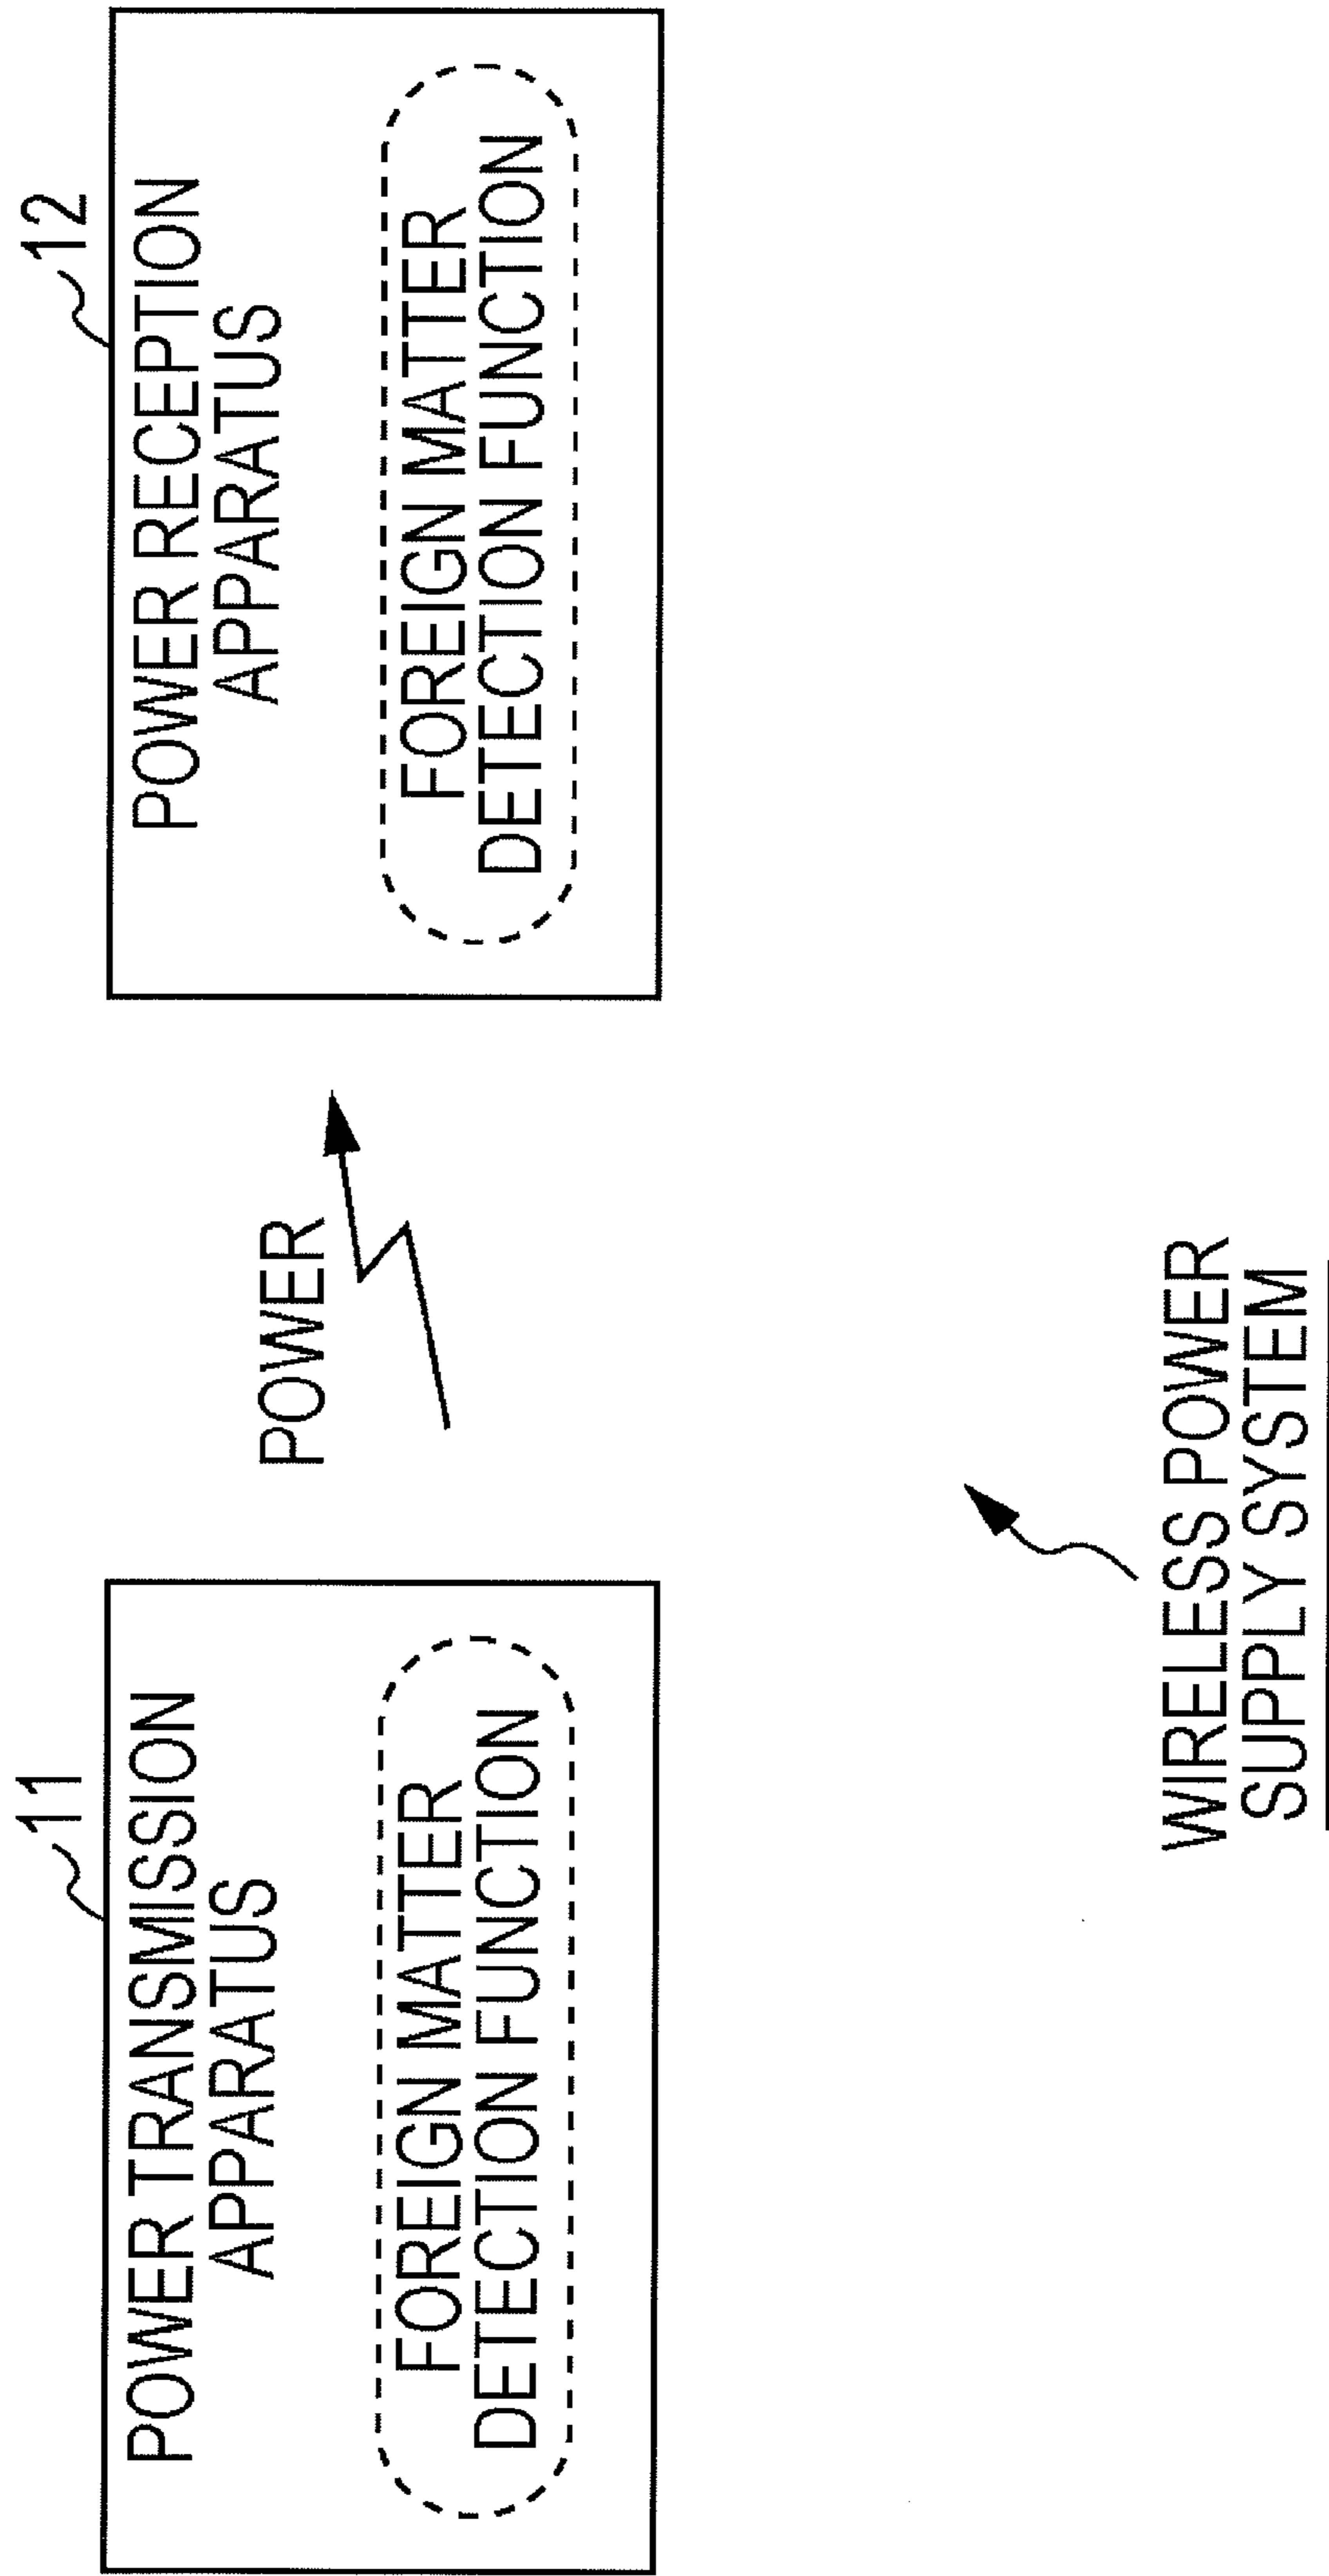 11
POWER TRANSMISSION
APPARATUS
FOREIGN MATTER
DETECTION FUNCTION
POWER
12
POWER RECEPTION
APPARATUS
FOREIGN MATTER
DETECTION FUNCTION
WIRELESS POWER
SUPPLY SYSTEM